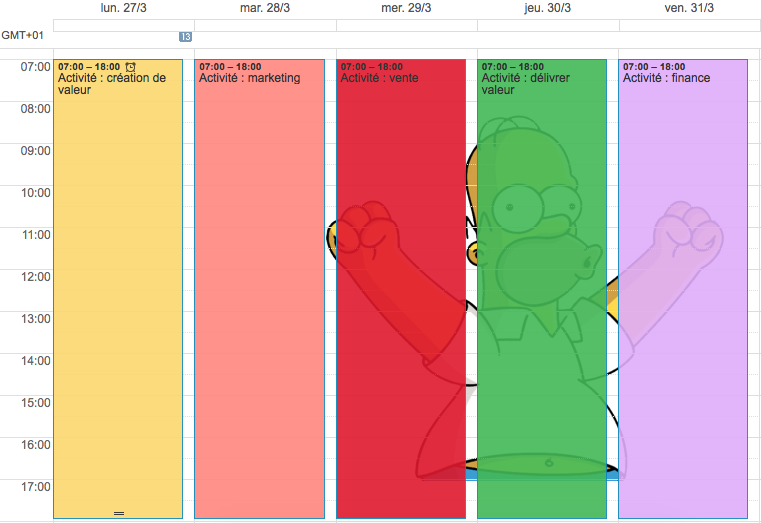 lun. 27/3 mar. 28/3 mer. 29/3 jeu. 30/3 ven. 31/3
GMT+01 13
07:00
08:00
09:00
10:00
11:00
12:00
13:00
14:00
15:00
16:00
17:00
07:00 – 18:00
Activité : création de
valeur
07:00 – 18:00
Activité : marketing
07:00 – 18:00
Activité : vente
07:00 – 18:00
Activité : délivrer
valeur
07:00 – 18:00
Activité : finance